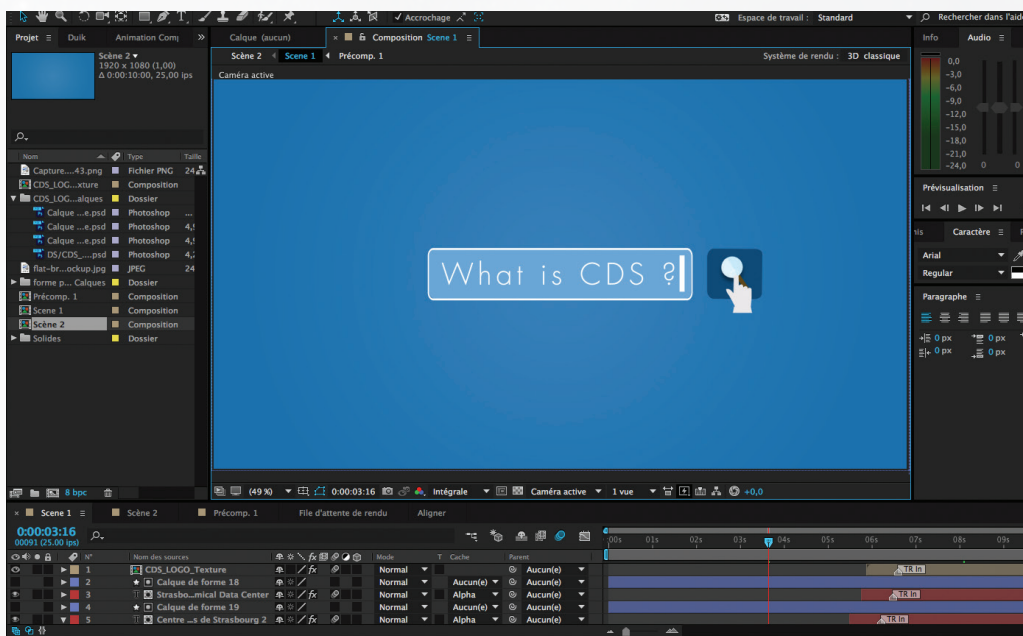 Accrochage
Espace de travail : Standard
Rechercher dans l'aide
Projet
Duik
Animation Comp
Calque (aucun)
Composition Scene 1
Info
Audio
Scène 2
1920 x 1080 (1,00)
Δ 0:00:10:00, 25,00 ips
Scène 2
Scene 1
Précomp. 1
Système de rendu : 3D classique
Caméra active
0,0
-3,0
-6,0
-9,0
-12,0
-15,0
-18,0
-21,0
-24,0 0 0
Nom Type Taille
Capture....43.png Fichier PNG 24
CDS_LOG...xture Composition
CDS_LOG...alques Dossier
Calque ...e.psd Photoshop ...
Calque ...e.psd Photoshop 4,
Calque ...e.psd Photoshop 4,
DS/CDS_....psd Photoshop 4,
flat-br...ockup.jpg JPEG 24
forme p... Calques Dossier
Précomp. 1 Composition
Scene 1 Composition
Scène 2 Composition
Solides Dossier
What is CDS ?
Prévisualisation
Caractère
Arial
Regular
Paragraphe
0 px 0 px
0 px 0 px
8 bpc
(49 %) 0:00:03:16 Intégrale Caméra active 1 vue +0,0
Scene 1 Scène 2 Précomp. 1 File d'attente de rendu Aligner
0:00:03:16
00091 (25.00 ips)
:00s 01s 02s 03s 04s 05s 06s 07s 08s 09s
N° Nom des sources Mode T Cache Parent
1 CDS_LOGO_Texture Normal Aucun(e) TR In
2 Calque de forme 18 Normal Aucun(e) Aucun(e)
3 Strasbo...mical Data Center Normal Alpha Aucun(e) TR In
4 Calque de forme 19 Normal Aucun(e) Aucun(e)
5 Centre ...s de Strasbourg 2 Normal Alpha Aucun(e) TR In